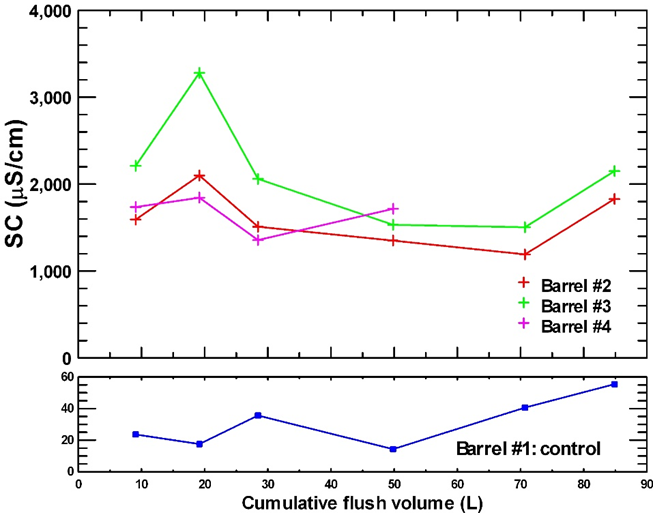 4,000
3,000
2,000
1,000
0
SC (µS/cm)
Barrel #2
Barrel #3
Barrel #4
60
40
20
0
Barrel #1: control
0 10 20 30 40 50 60 70 80 90
Cumulative flush volume (L)